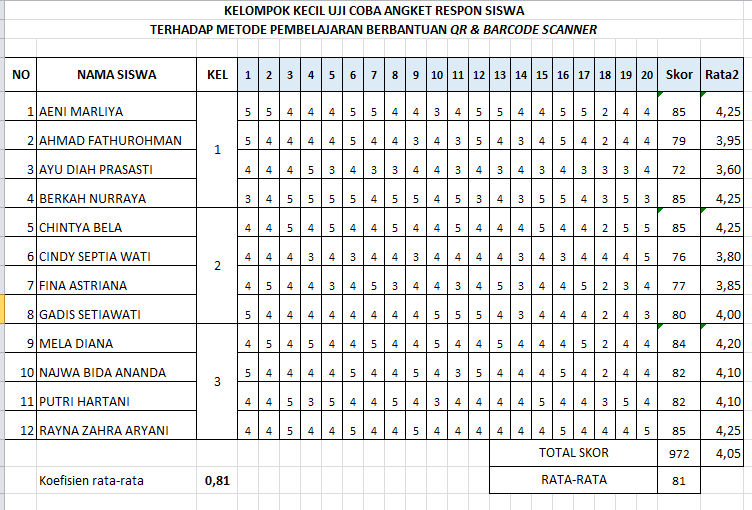 KELOMPOK KECIL UJI COBA ANGKET RESPON SISWA
TERHADAP METODE PEMBELAJARAN BERBANTUAN QR & BARCODE SCANNER
NO NAMA SISWA KEL 1 2 3 4 5 6 7 8 9 10 11 12 13 14 15 16 17 18 19 20 Skor Rata2
1 AENI MARLIYA 5 5 4 4 4 5 5 4 4 3 4 5 5 4 4 5 5 2 4 4 85 4,25
2 AHMAD FATHUROHMAN 1 5 4 4 4 4 5 4 4 3 4 3 5 4 3 4 5 4 2 4 4 79 3,95
3 AYU DIAH PRASASTI 4 4 4 5 3 4 3 3 4 4 3 4 3 4 3 4 3 3 3 4 72 3,60
4 BERKAH NURRAYA 3 4 5 5 5 5 4 5 5 4 5 3 4 3 5 5 4 3 5 3 85 4,25
5 CHINTYA BELA 4 4 5 4 5 4 4 5 4 4 4 5 4 4 5 4 4 2 5 5 85 4,25
6 CINDY SEPTIA WATI 2 4 4 4 3 4 3 4 4 3 4 4 4 4 3 4 3 4 4 4 5 76 3,80
7 FINA ASTRIANA 4 5 4 4 3 4 5 3 4 4 3 4 4 3 5 4 5 2 3 4 77 3,85
8 GADIS SETIAWATI 5 4 4 4 4 4 4 4 4 5 5 5 4 3 4 4 4 2 4 3 80 4,00
9 MELA DIANA 4 5 4 5 4 5 4 4 4 4 5 4 5 4 4 4 5 2 4 4 84 4,20
10 NAJWA BIDA ANANDA 3 5 4 4 4 4 5 4 4 5 4 3 5 4 4 4 5 4 2 4 4 82 4,10
11 PUTRI HARTANI 4 4 5 3 5 4 4 5 4 3 4 4 4 4 5 4 4 3 5 4 82 4,10
12 RAYNA ZAHRA ARYANI 4 4 5 4 4 5 4 4 5 4 4 4 4 4 4 5 4 4 4 5 85 4,25
TOTAL SKOR 972 4,05
Koefisien rata-rata 0,81 RATA-RATA 81